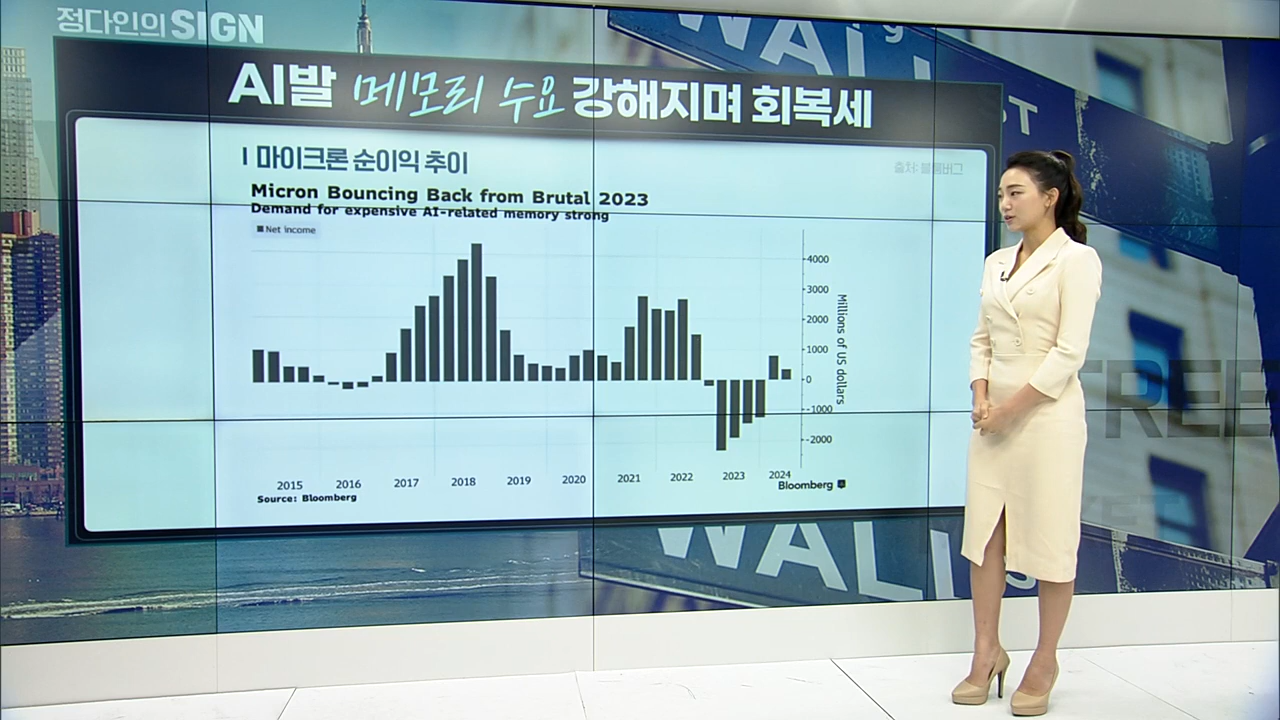 정다인의 SIGN
AI발 메모리 수요 강해지며 회복세
마이크론 순이익 추이
출처: 블룸버그
Micron Bouncing Back from Brutal 2023
Demand for expensive AI-related memory strong
Net income
4000
3000
2000
1000
0
-1000
-2000
Millions of US dollars
2015 2016 2017 2018 2019 2020 2021 2022 2023 2024
Source: Bloomberg
Bloomberg
WALL
ST
WALL